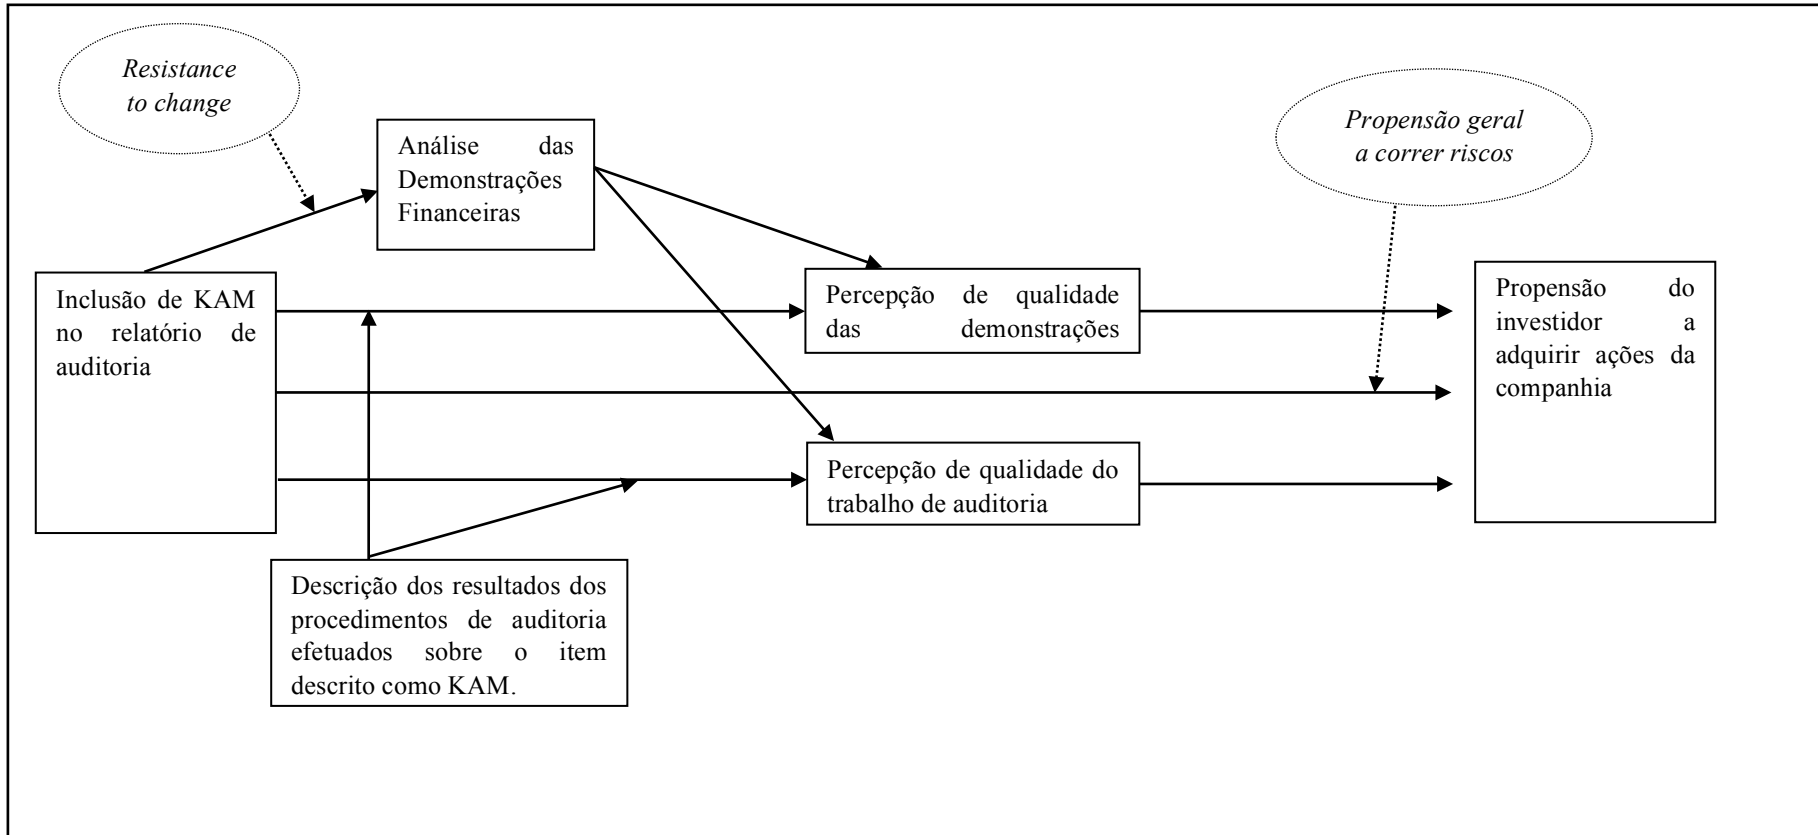 Resistance
to change
Propensão geral
a correr riscos
Análise das
Demonstrações
Financeiras
Inclusão de KAM
no relatório de
auditoria
Percepção de qualidade
das demonstrações
Propensão do
investidor a
adquirir ações da
companhia
Percepção de qualidade do
trabalho de auditoria
Descrição dos resultados dos
procedimentos de auditoria
efetuados sobre o item
descrito como KAM.